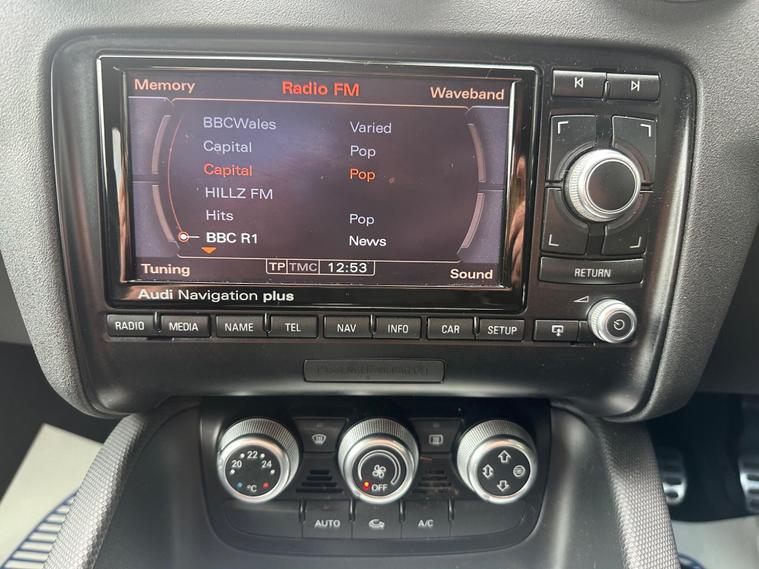 Memory Radio FM Waveband
BBCWales Varied
Capital Pop
Capital Pop
HILLZ FM
Hits Pop
BBC R1 News
Tuning TP TMC 12:53 Sound
Audi Navigation plus
RETURN
RADIO MEDIA NAME TEL NAV INFO CAR SETUP
20 22 24
°C
OFF
AUTO A/C